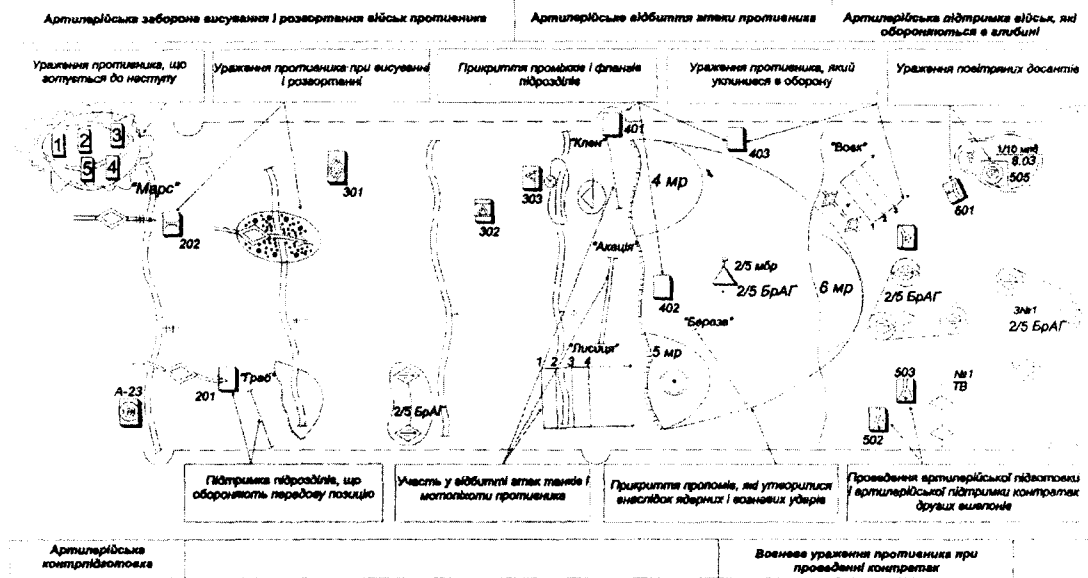 Артилерійська заборона висування і розвортання військ противника
Артилерійське відбиття атаки противника
Артилерійська підтримка військ, які
обороняються в глибині
Ураження противника, що
готується до наступу
Ураження противника при висуванні
і розвортанні
Прикриття проміжків і флангів
підрозділів
Ураження противника, який
уклинився в оборону
Ураження повітряних десантів
1 2 3
5 4
"Марс"
202
301
302
303
"Клен"
401
403
4 мр
"Вовк"
1/10
8.03
505
601
"Акація"
402
2/5 мбр
2/5 БрАГ
6 мр
2/5 БрАГ
3№1
2/5 БрАГ
"Береза"
"Лисиця"
1 2 3 4
5 мр
А-23
201
"Граб"
2/5 БрАГ
503
№1
ТВ
502
Підтримка підрозділів, що
обороняють передову позицію
Участь у відбитті атак танків і
мотопіхоти противника
Прикриття проломів, які утворилися
внаслідок ядерних і вогневих ударів
Проведення артилерійської підготовки
і артилерійської підтримки контратак
других ешелонів
Артилерійська
контрпідготовка
Вогневе ураження противника при
проведенні контратак